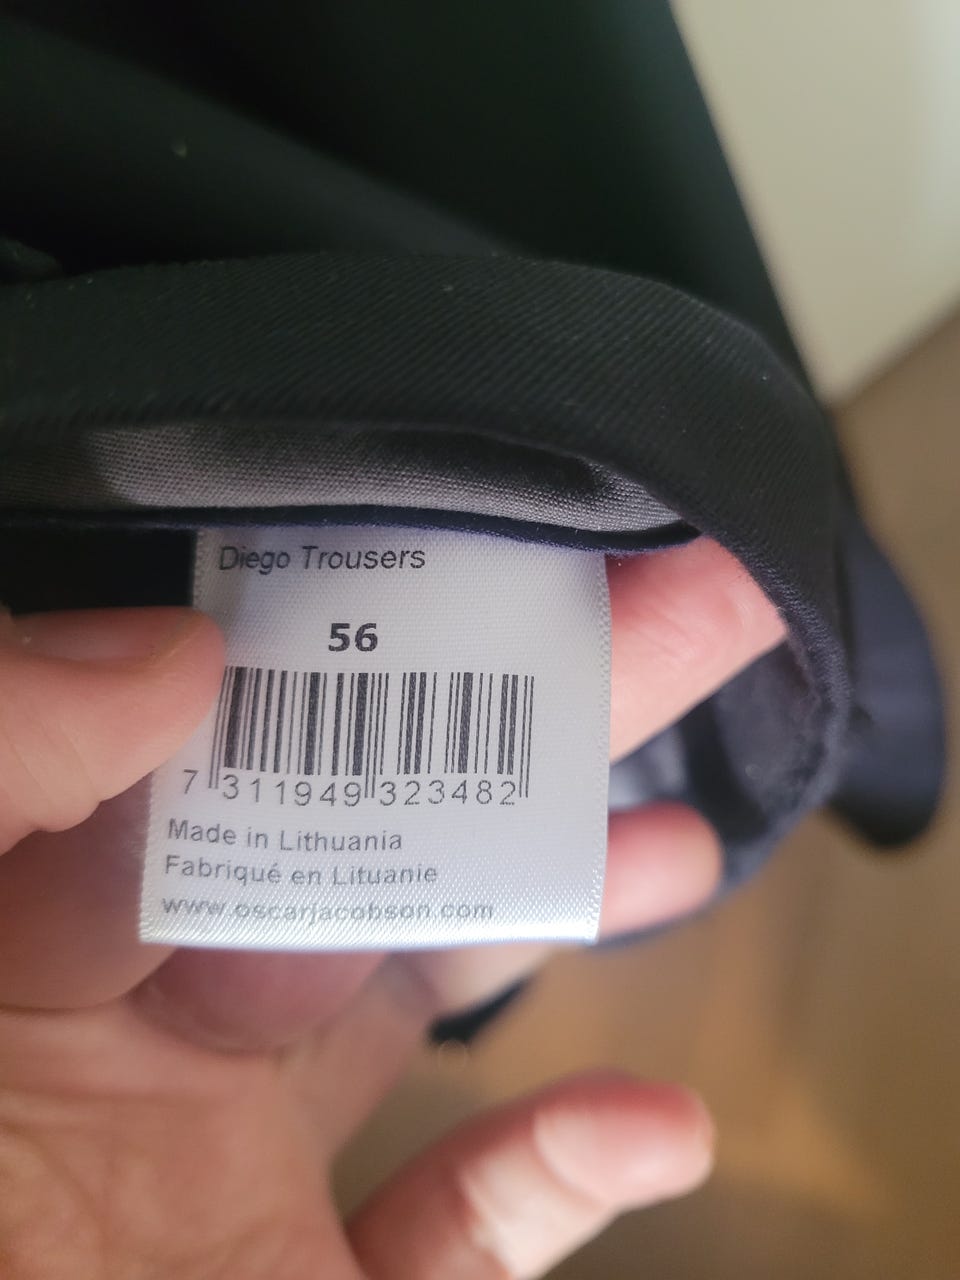 Diego Trousers
56
7 311949 323482
Made in Lithuania
Fabriqué en Lituanie
www.oscarjacobson.com